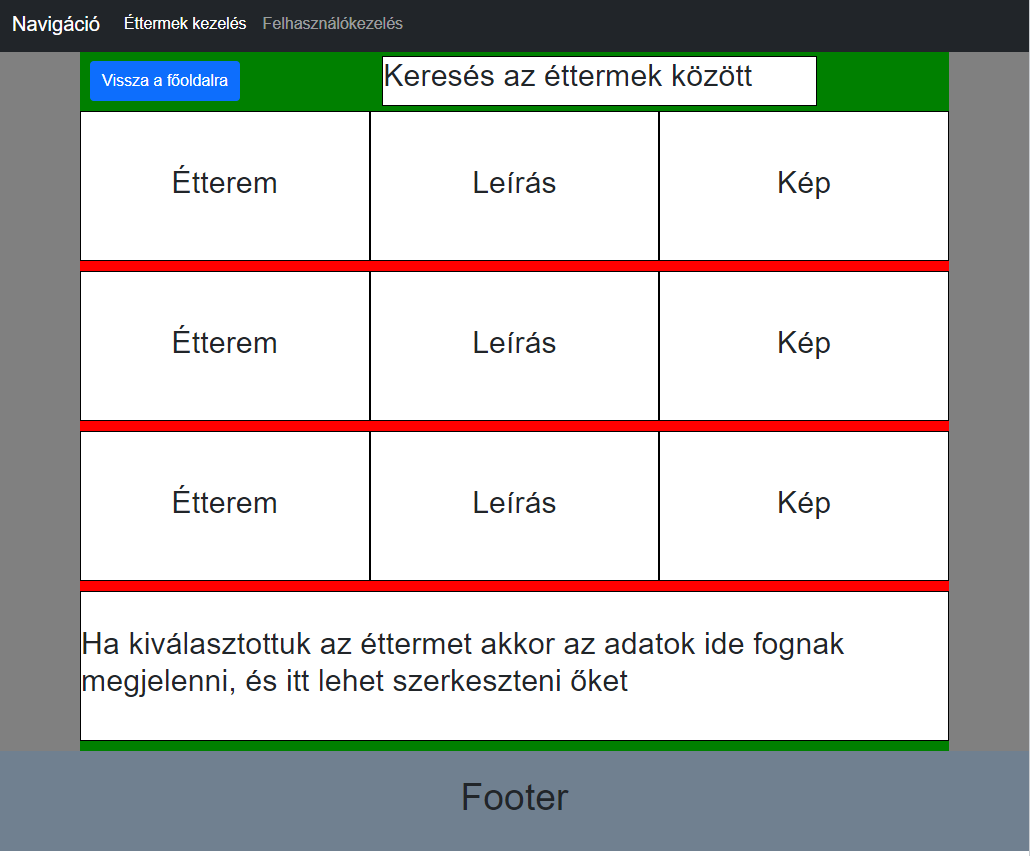 Navigáció Éttermek kezelés Felhasználókezelés
Vissza a főoldalra Keresés az éttermek között
Étterem Leírás Kép
Étterem Leírás Kép
Étterem Leírás Kép
Ha kiválasztottuk az éttermet akkor az adatok ide fognak
megjelenni, és itt lehet szerkeszteni őket
Footer